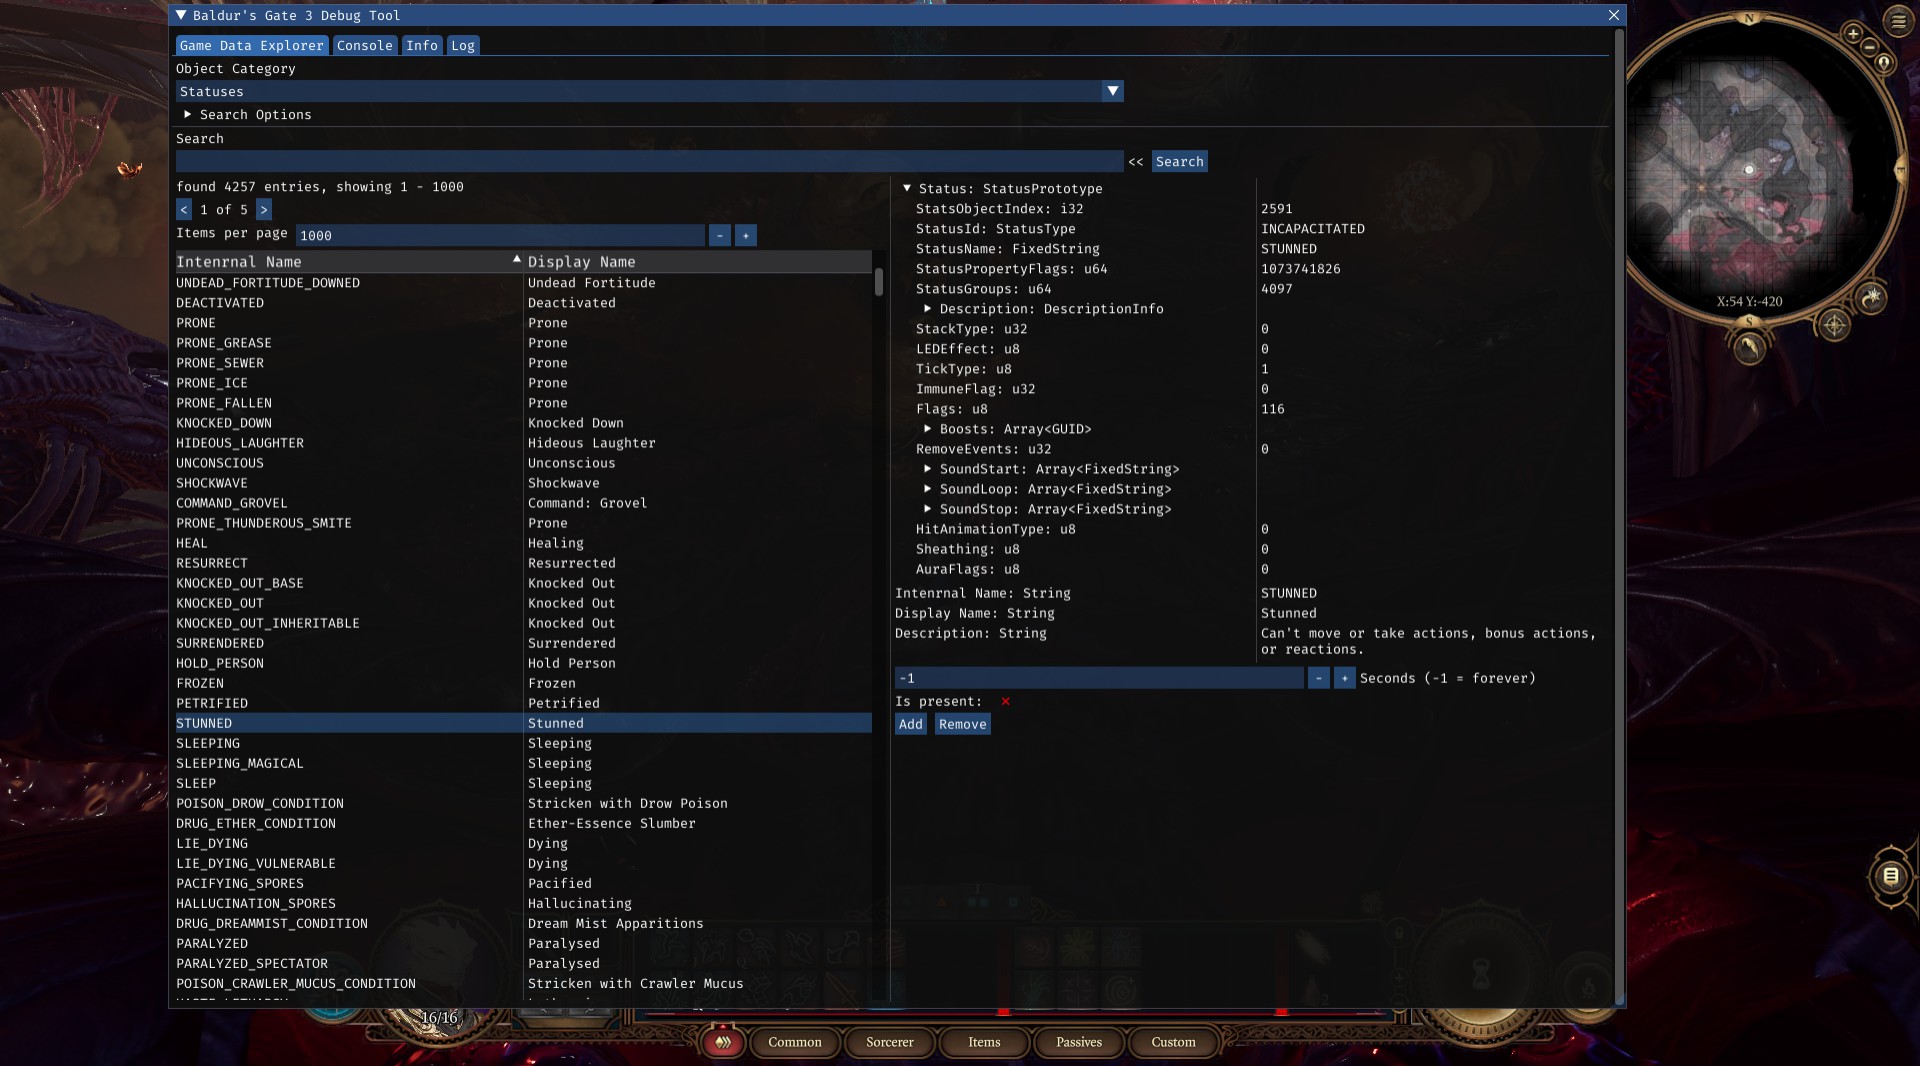 Baldur's Gate 3 Debug Tool
Game Data Explorer Console Info Log
Object Category
Statuses
Search Options
Search
<< Search
found 4257 entries, showing 1 - 1000
< 1 of 5 >
Items per page 1000 - +
Intenrnal Name Display Name
UNDEAD_FORTITUDE_DOWNED Undead Fortitude
DEACTIVATED Deactivated
PRONE Prone
PRONE_GREASE Prone
PRONE_SEWER Prone
PRONE_ICE Prone
PRONE_FALLEN Prone
KNOCKED_DOWN Knocked Down
HIDEOUS_LAUGHTER Hideous Laughter
UNCONSCIOUS Unconscious
SHOCKWAVE Shockwave
COMMAND_GROVEL Command: Grovel
PRONE_THUNDEROUS_SMITE Prone
HEAL Healing
RESURRECT Resurrected
KNOCKED_OUT_BASE Knocked Out
KNOCKED_OUT Knocked Out
KNOCKED_OUT_INHERITABLE Knocked Out
SURRENDERED Surrendered
HOLD_PERSON Hold Person
FROZEN Frozen
PETRIFIED Petrified
STUNNED Stunned
SLEEPING Sleeping
SLEEPING_MAGICAL Sleeping
SLEEP Sleeping
POISON_DROW_CONDITION Stricken with Drow Poison
DRUG_ETHER_CONDITION Ether-Essence Slumber
LIE_DYING Dying
LIE_DYING_VULNERABLE Dying
PACIFYING_SPORES Pacified
HALLUCINATION_SPORES Hallucinating
DRUG_DREAMMIST_CONDITION Dream Mist Apparitions
PARALYZED Paralysed
PARALYZED_SPECTATOR Paralysed
POISON_CRAWLER_MUCUS_CONDITION Stricken with Crawler Mucus
Status: StatusPrototype
StatsObjectIndex: i32 2591
StatusId: StatusType INCAPACITATED
StatusName: FixedString STUNNED
StatusPropertyFlags: u64 1073741826
StatusGroups: u64 4097
Description: DescriptionInfo
StackType: u32 0
LEDEffect: u8 0
TickType: u8 1
ImmuneFlag: u32 0
Flags: u8 116
Boosts: Array<GUID>
RemoveEvents: u32 0
SoundStart: Array<FixedString>
SoundLoop: Array<FixedString>
SoundStop: Array<FixedString>
HitAnimationType: u8 0
Sheathing: u8 0
AuraFlags: u8 0
Intenrnal Name: String STUNNED
Display Name: String Stunned
Description: String Can't move or take actions, bonus actions,
or reactions.
-1 - + Seconds (-1 = forever)
Is present:
Add Remove
N
E
X:54 Y:-420
S
16/16
Common Sorcerer Items Passives Custom